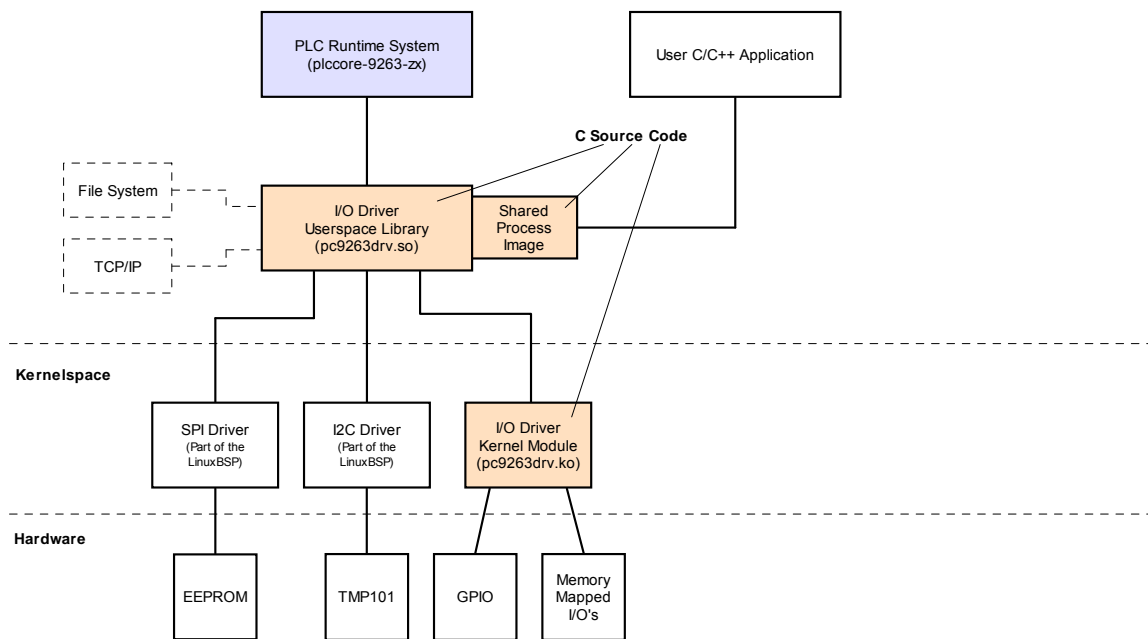 PLC Runtime System
(plccore-9263-zx)
User C/C++ Application
C Source Code
File System
TCP/IP
I/O Driver
Userspace Library
(pc9263drv.so)
Shared
Process
Image
Kernelspace
SPI Driver
(Part of the
LinuxBSP)
I2C Driver
(Part of the
LinuxBSP)
I/O Driver
Kernel Module
(pc9263drv.ko)
Hardware
EEPROM
TMP101
GPIO
Memory
Mapped
I/O's